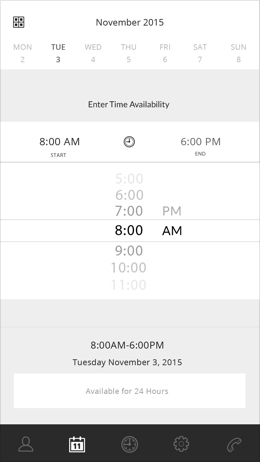 November 2015
MON TUE WED THU FRI SAT SUN
2 3 4 5 6 7 8
Enter Time Availability
8:00 AM 6:00 PM
START END
5:00
6:00
7:00 PM
8:00 AM
9:00
10:00
11:00
8:00AM-6:00PM
Tuesday November 3, 2015
Available for 24 Hours
11